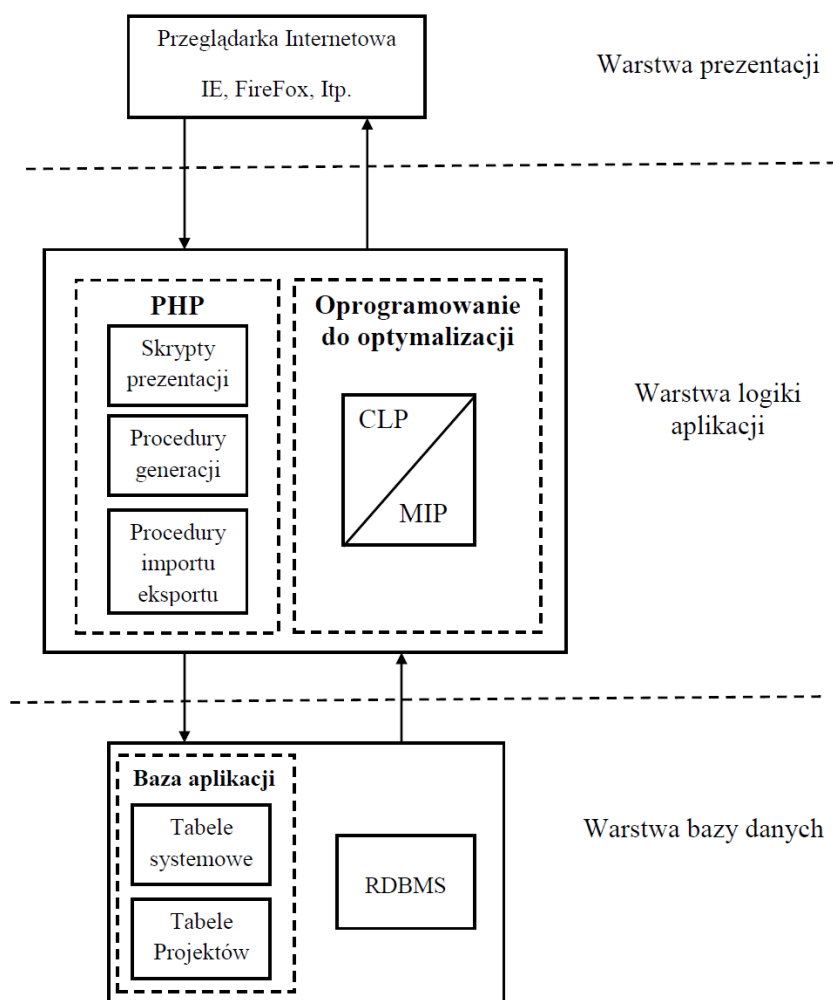 Przeglądarka Internetowa
IE, FireFox, Itp.
Warstwa prezentacji
PHP
Skrypty
prezentacji
Procedury
generacji
Procedury
importu
eksportu
Oprogramowanie
do optymalizacji
CLP
MIP
Warstwa logiki
aplikacji
Baza aplikacji
Tabele
systemowe
Tabele
Projektów
RDBMS
Warstwa bazy danych